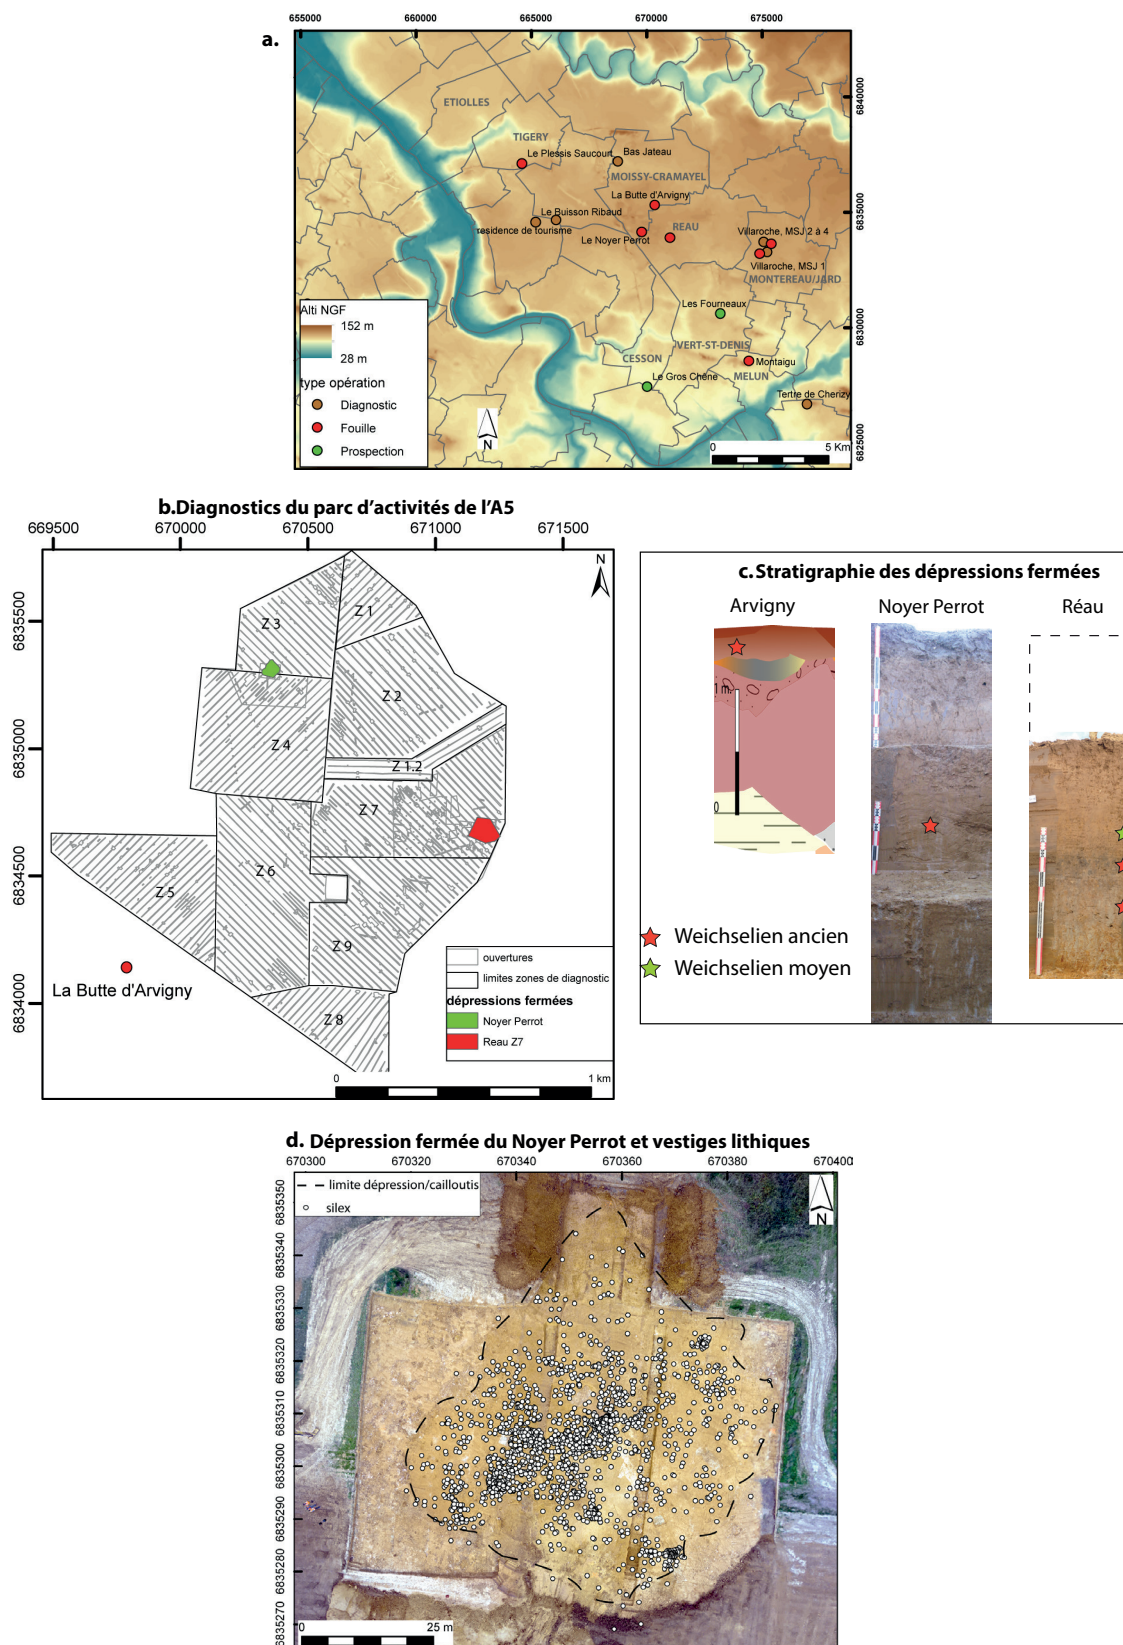 a.
655000 660000 665000 670000 675000
6840000
6835000
6830000
6825000
ETIOLLES
TIGERY
Le Plessis Saucourt
Bas Jateau
MOISSY-CRAMAYEL
La Butte d'Arvigny
Le Buisson Ribaud
residence de tourisme
Le Noyer Perrot
REAU
Villaroche, MSJ 2 à 4
Villaroche, MSJ 1
MONTEREAU/JARD
Les Fourneaux
VERT-ST-DENIS
CESSON
Montaigu
MELUN
Le Gros Chêne
Tertre de Cherizy
Alti NGF
152 m
28 m
type opération
Diagnostic
Fouille
Prospection
N
0 5 Km
b.Diagnostics du parc d'activités de l'A5
669500 670000 670500 671000 671500
6835500
6835000
6834500
6834000
N
Z 1
Z 3
Z 2
Z 4
Z 1.2
Z 7
Z 6
Z 5
Z 9
Z 8
La Butte d'Arvigny
ouvertures
limites zones de diagnostic
dépressions fermées
Noyer Perrot
Reau Z7
0 1 km
c. Stratigraphie des dépressions fermées
Arvigny Noyer Perrot Réau
1 m.
0
Weichselien ancien
Weichselien moyen
d. Dépression fermée du Noyer Perrot et vestiges lithiques
670300 670320 670340 670360 670380 670400
6835350
6835340
6835330
6835320
6835310
6835300
6835290
6835280
6835270
limite dépression/cailloutis
silex
N
0 25 m